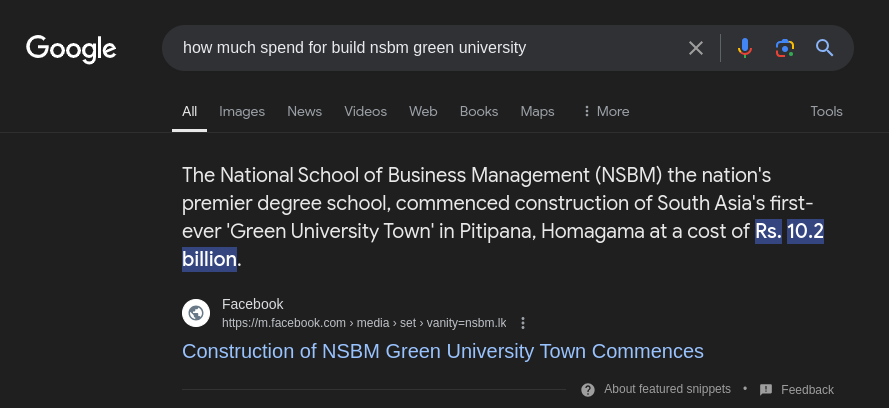 Google
how much spend for build nsbm green university
All Images News Videos Web Books Maps More Tools
The National School of Business Management (NSBM) the nation's
premier degree school, commenced construction of South Asia's first-
ever 'Green University Town' in Pitipana, Homagama at a cost of Rs. 10.2
billion.
Facebook
https://m.facebook.com › media › set › vanity=nsbm.lk
Construction of NSBM Green University Town Commences
About featured snippets • Feedback